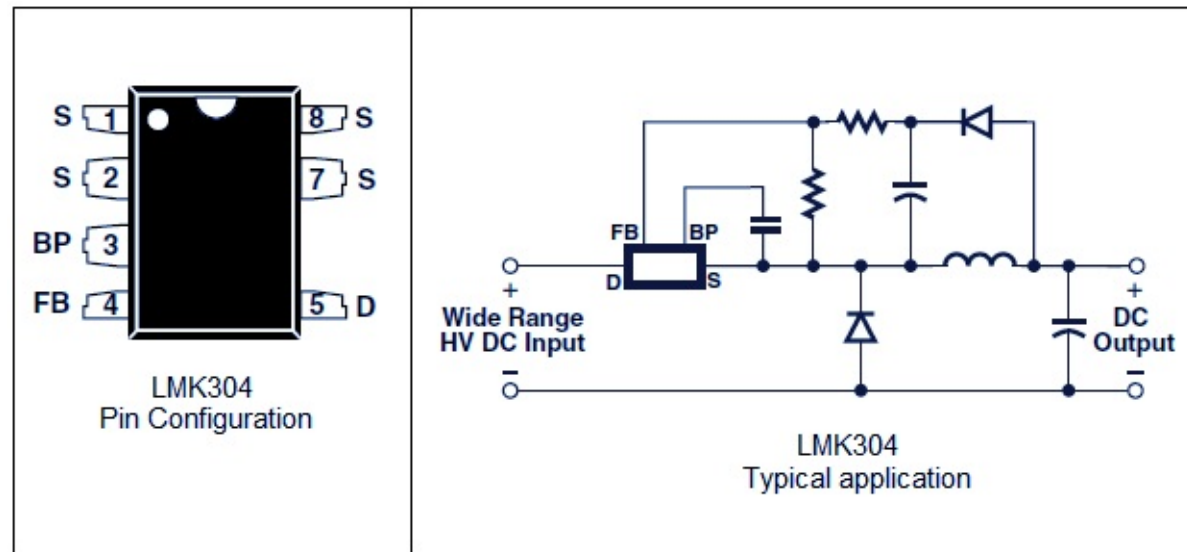 S 1 8 S
S 2 7 S
BP 3
FB 4 5 D
LMK304
Pin Configuration
FB BP
D S
+
Wide Range
HV DC Input
−
+
DC
Output
−
LMK304
Typical application